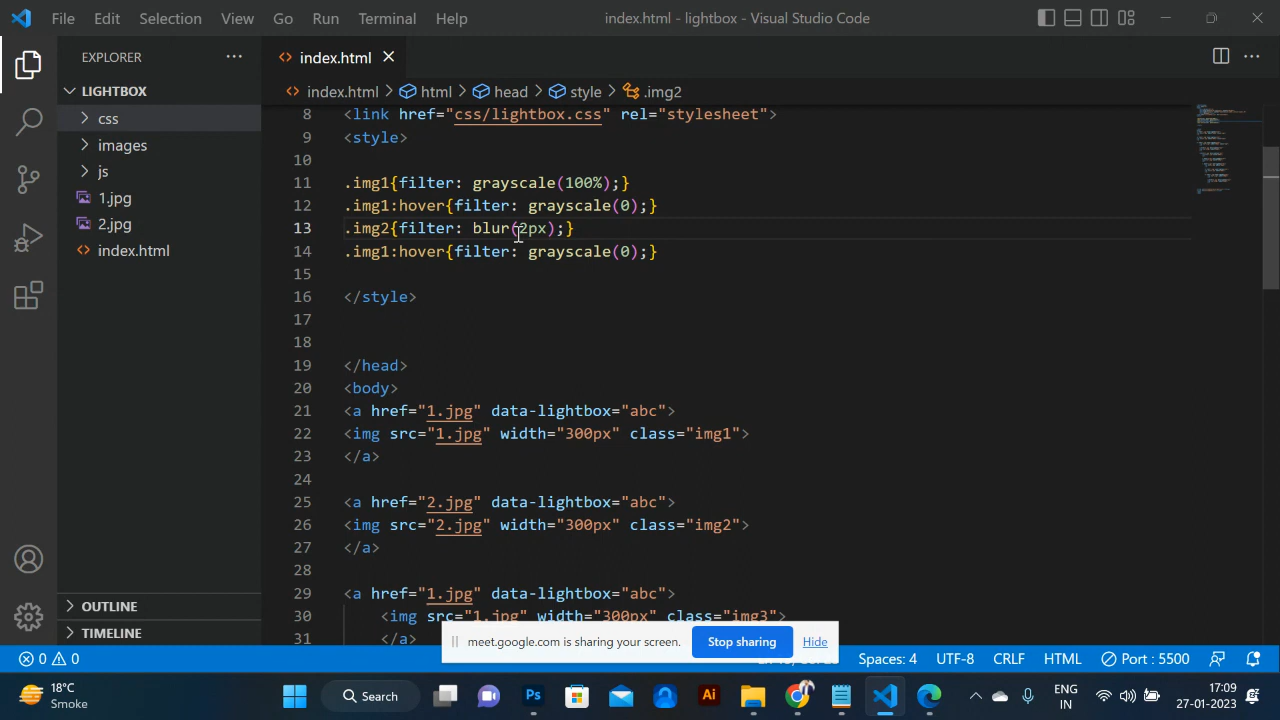 File Edit Selection View Go Run Terminal Help index.html - lightbox - Visual Studio Code
EXPLORER ... index.html
LIGHTBOX index.html > html > head > style > .img2
css
images
js
1.jpg
2.jpg
index.html
8 <link href="css/lightbox.css" rel="stylesheet">
9 <style>
10
11 .img1{filter: grayscale(100%);}
12 .img1:hover{filter: grayscale(0);}
13 .img2{filter: blur(2px);}
14 .img1:hover{filter: grayscale(0);}
15
16 </style>
17
18
19 </head>
20 <body>
21 <a href="1.jpg" data-lightbox="abc">
22 <img src="1.jpg" width="300px" class="img1">
23 </a>
24
25 <a href="2.jpg" data-lightbox="abc">
26 <img src="2.jpg" width="300px" class="img2">
27 </a>
28
29 <a href="1.jpg" data-lightbox="abc">
30 <img src="1.jpg" width="300px" class="img3">
31 </a>
OUTLINE
TIMELINE
meet.google.com is sharing your screen. Stop sharing Hide
0 0 Spaces: 4 UTF-8 CRLF HTML Port : 5500
18°C
Smoke
Search
Ps
Ai
ENG
IN
17:09
27-01-2023